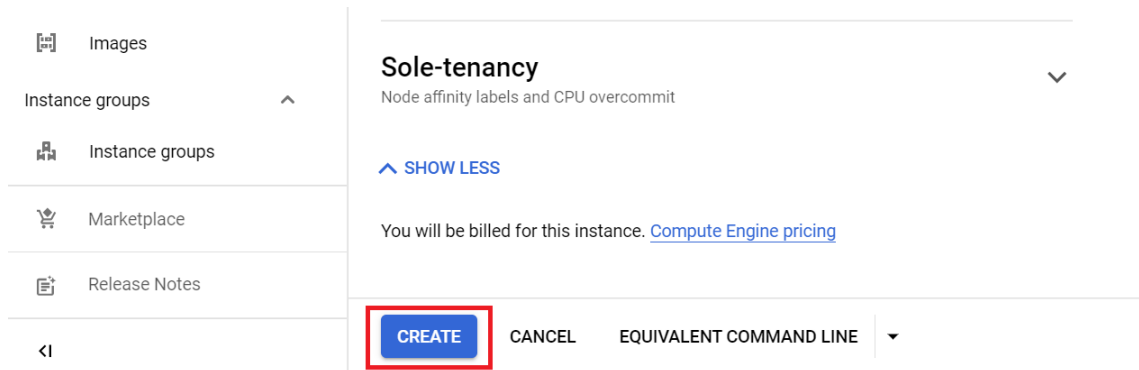 Images
Instance groups
Instance groups
Marketplace
Release Notes
Sole-tenancy
Node affinity labels and CPU overcommit
SHOW LESS
You will be billed for this instance. Compute Engine pricing
CREATE CANCEL EQUIVALENT COMMAND LINE